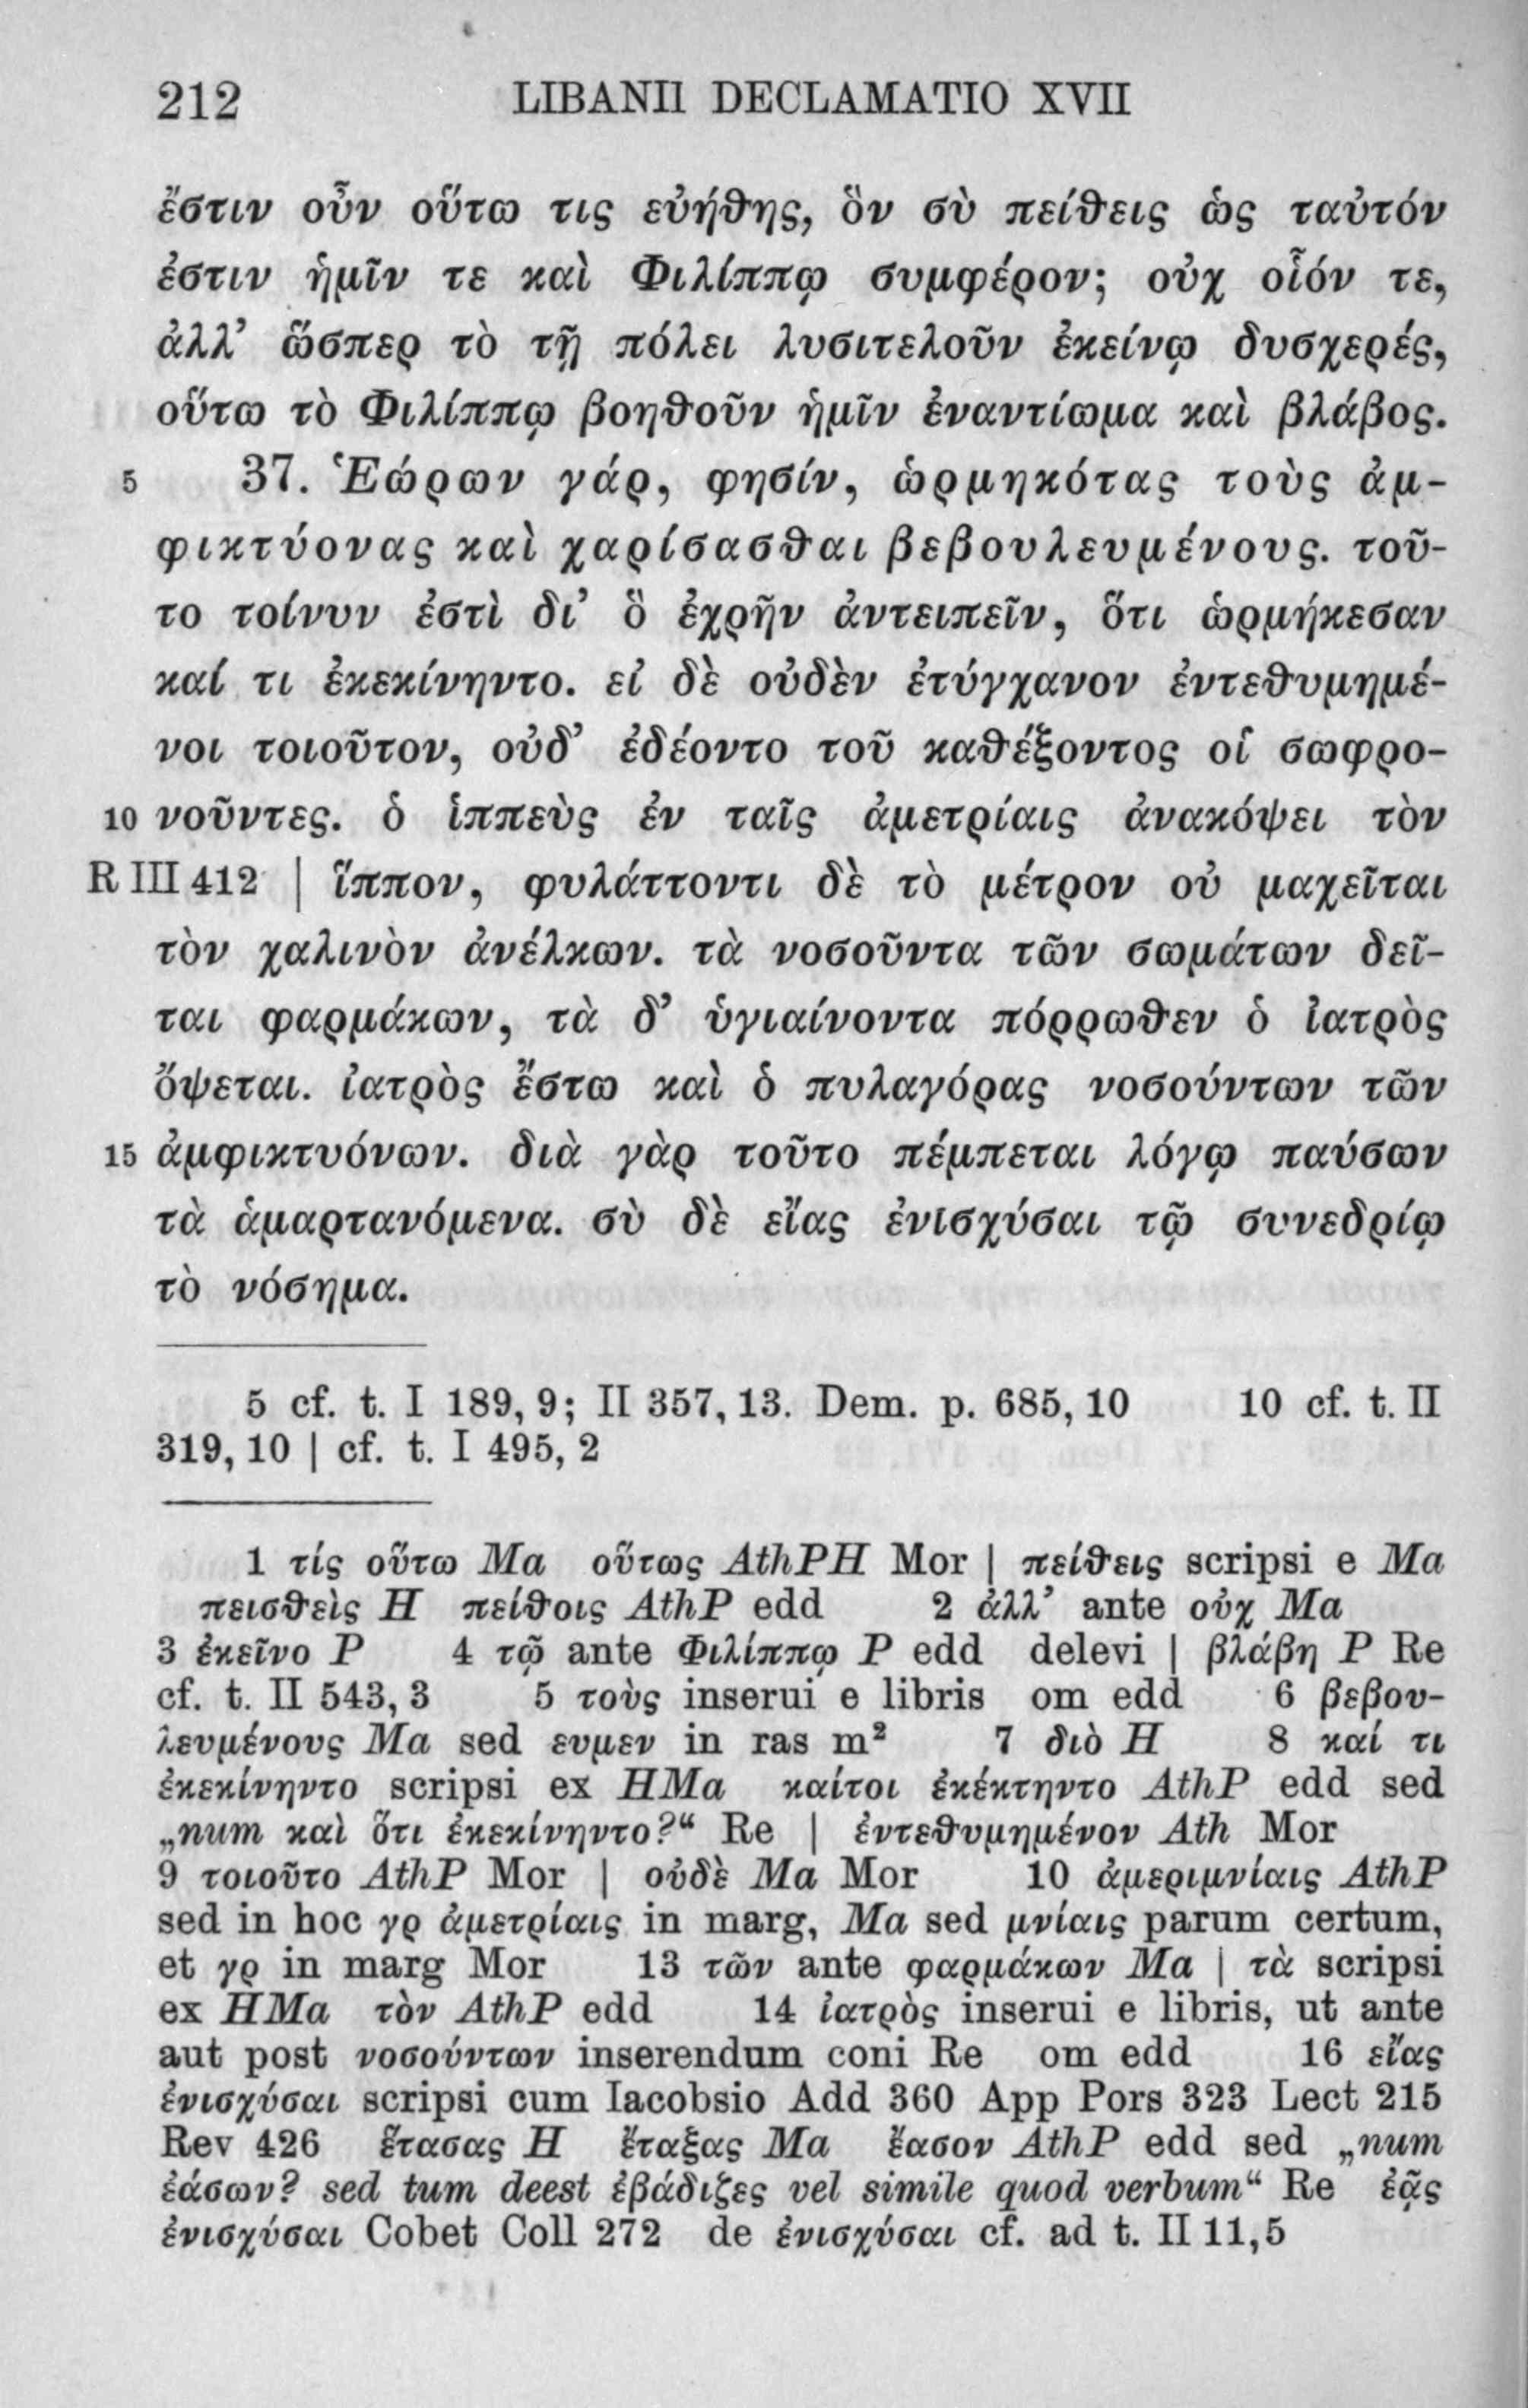 212 LIBANII DECLAMATIO XVII
ἔστιν οὖν οὕτω τις εὐήθης, ὃν σὺ πείθεις ὡς ταὐτόν
ἐστιν ἡμῖν τε καὶ Φιλίππῳ συμφέρον; οὐχ οἷόν τε,
ἀλλ’ ὥσπερ τὸ τῇ πόλει λυσιτελοῦν ἐκείνῳ δυσχερές,
οὕτω τὸ Φιλίππῳ βοηθοῦν ἡμῖν ἐναντίωμα καὶ βλάβος.
5 37. Ἑώρων γάρ, φησίν, ὡρμηκότας τοὺς ἀμ-
φικτύονας καὶ χαρίσασθαι βεβουλευμένους. τοῦ-
το τοίνυν ἐστὶ δι’ ὃ ἐχρῆν ἀντειπεῖν, ὅτι ὡρμήκεσαν
καί τι ἐκεκίνηντο. εἰ δὲ οὐδὲν ἐτύγχανον ἐντεθυμημέ-
νοι τοιοῦτον, οὐδ’ ἐδέοντο τοῦ καθέξοντος οἱ σωφρο-
10 νοῦντες. ὁ ἱππεὺς ἐν ταῖς ἀμετρίαις ἀνακόψει τὸν
R III 412 | ἵππον, φυλάττοντι δὲ τὸ μέτρον οὐ μαχεῖται
τὸν χαλινὸν ἀνέλκων. τὰ νοσοῦντα τῶν σωμάτων δεῖ-
ται φαρμάκων, τὰ δ’ ὑγιαίνοντα πόρρωθεν ὁ ἰατρὸς
ὄψεται. ἰατρὸς ἔστω καὶ ὁ πυλαγόρας νοσούντων τῶν
15 ἀμφικτυόνων. διὰ γὰρ τοῦτο πέμπεται λόγῳ παύσων
τὰ ἁμαρτανόμενα. σὺ δὲ εἴας ἐνισχύσαι τῷ συνεδρίῳ
τὸ νόσημα.
5 cf. t. I 189, 9; II 357, 13. Dem. p. 685, 10 10 cf. t. II
319, 10 | cf. t. I 495, 2
1 τίς οὕτω Ma οὕτως AthPH Mor | πείθεις scripsi e Ma
πεισθεὶς H πείθοις AthP edd 2 ἀλλ’ ante οὐχ Ma
3 ἐκεῖνο P 4 τῷ ante Φιλίππῳ P edd delevi | βλάβη P Re
cf. t. II 543, 3 5 τοὺς inserui e libris om edd 6 βεβου-
λευμένους Ma sed ευμεν in ras m² 7 διὸ H 8 καί τι
ἐκεκίνηντο scripsi ex HMa καίτοι ἐκέκτηντο AthP edd sed
„num καὶ ὅτι ἐκεκίνηντο?“ Re | ἐντεθυμημένον Ath Mor
9 τοιοῦτο AthP Mor | οὐδὲ Ma Mor 10 ἀμεριμνίαις AthP
sed in hoc γρ ἀμετρίαις in marg, Ma sed μνίαις parum certum,
et γρ in marg Mor 13 τῶν ante φαρμάκων Ma | τὰ scripsi
ex HMa τὸν AthP edd 14 ἰατρὸς inserui e libris, ut ante
aut post νοσούντων inserendum coni Re om edd 16 εἴας
ἐνισχύσαι scripsi cum Iacobsio Add 360 App Pors 323 Lect 215
Rev 426 ἔτασας H ἔταξας Ma ἔασον AthP edd sed „num
ἐάσων? sed tum deest ἐβάδιζες vel simile quod verbum“ Re ἐᾷς
ἐνισχύσαι Cobet Coll 272 de ἐνισχύσαι cf. ad t. II 11, 5